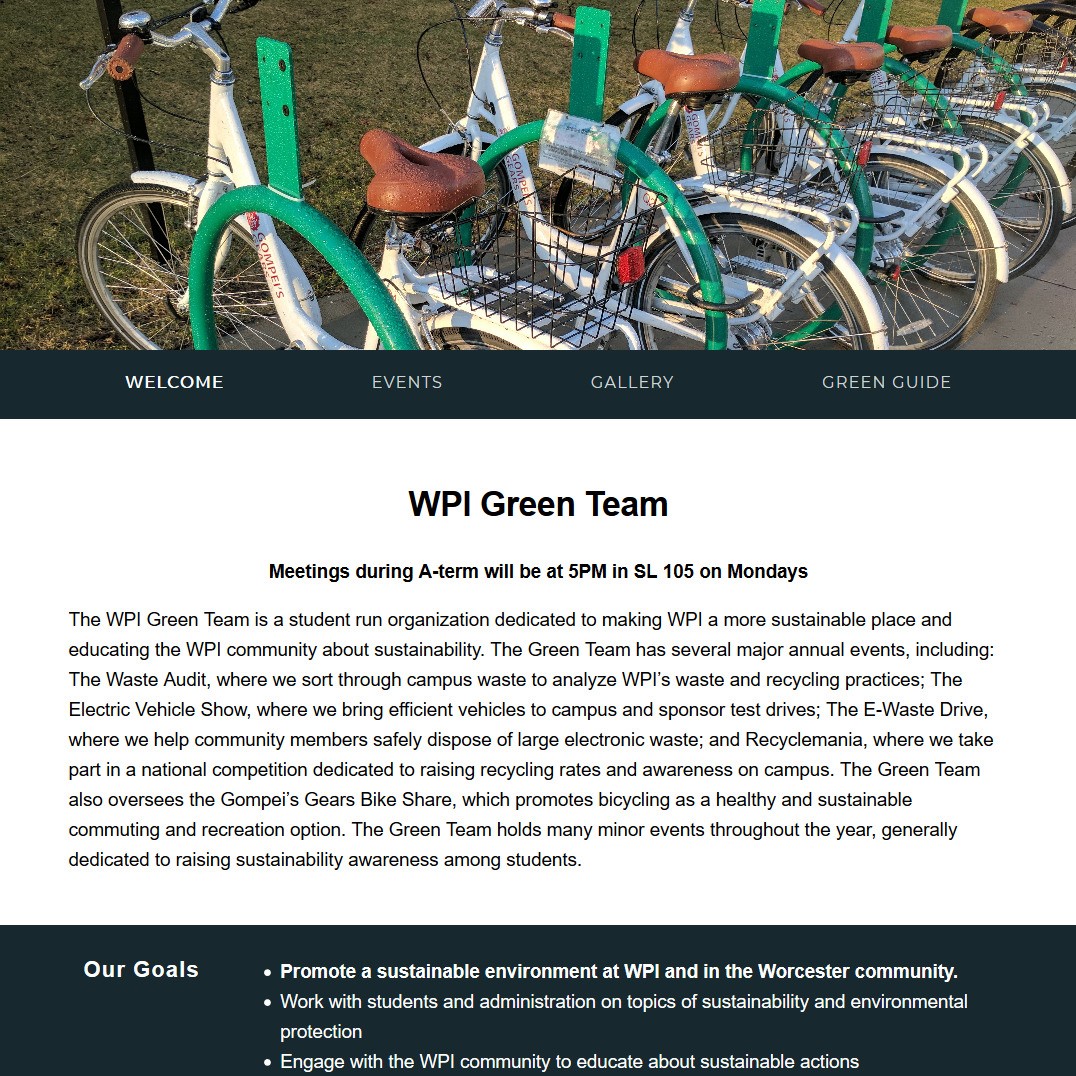 GOMPEI'S
GEARS
GOMPEI'S
GEARS
WELCOME
EVENTS
GALLERY
GREEN GUIDE
WPI Green Team
Meetings during A-term will be at 5PM in SL 105 on Mondays
The WPI Green Team is a student run organization dedicated to making WPI a more sustainable place and
educating the WPI community about sustainability. The Green Team has several major annual events, including:
The Waste Audit, where we sort through campus waste to analyze WPI’s waste and recycling practices; The
Electric Vehicle Show, where we bring efficient vehicles to campus and sponsor test drives; The E-Waste Drive,
where we help community members safely dispose of large electronic waste; and Recyclemania, where we take
part in a national competition dedicated to raising recycling rates and awareness on campus. The Green Team
also oversees the Gompei’s Gears Bike Share, which promotes bicycling as a healthy and sustainable
commuting and recreation option. The Green Team holds many minor events throughout the year, generally
dedicated to raising sustainability awareness among students.
Our Goals
• Promote a sustainable environment at WPI and in the Worcester community.
• Work with students and administration on topics of sustainability and environmental
protection
• Engage with the WPI community to educate about sustainable actions